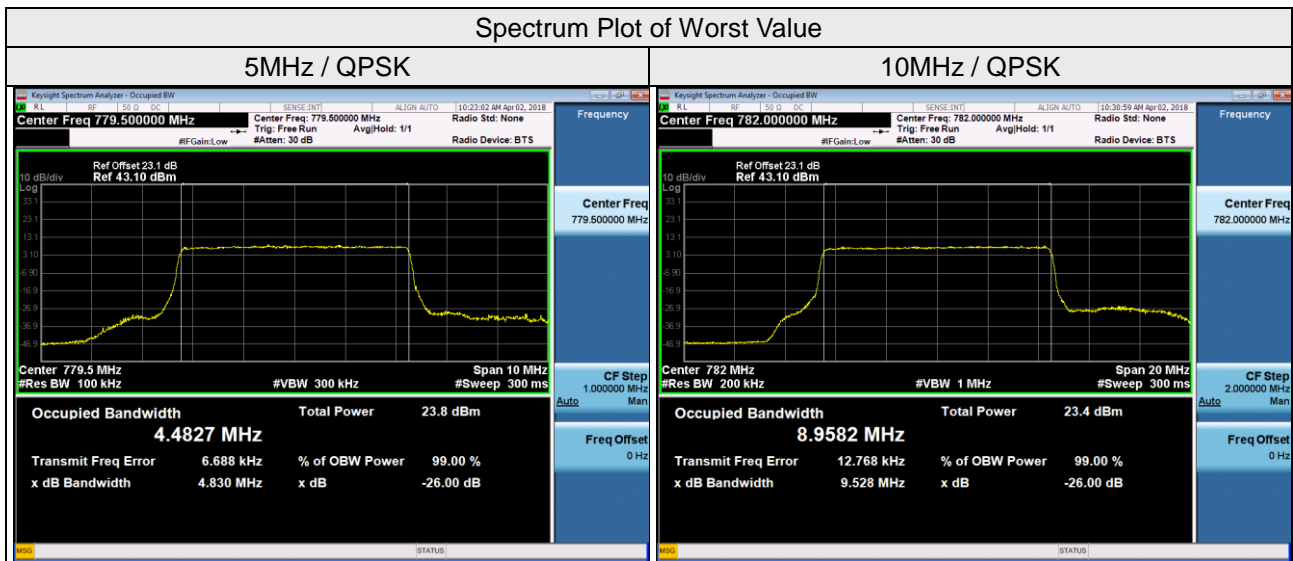 Spectrum Plot of Worst Value
5MHz / QPSK
10MHz / QPSK
Keysight Spectrum Analyzer - Occupied BW
LXI RL RF 50 Ω DC SENSE:INT ALIGN AUTO 10:23:02 AM Apr 02, 2018
Center Freq 779.500000 MHz
Center Freq: 779.500000 MHz
Radio Std: None
Trig: Free Run Avg|Hold: 1/1
#IFGain:Low #Atten: 30 dB Radio Device: BTS
Ref Offset 23.1 dB
10 dB/div Ref 43.10 dBm
Log
33.1
23.1
13.1
3.10
-6.90
-16.9
-26.9
-36.9
-46.9
Center 779.5 MHz Span 10 MHz
#Res BW 100 kHz #VBW 300 kHz #Sweep 300 ms
Occupied Bandwidth Total Power 23.8 dBm
4.4827 MHz
Transmit Freq Error 6.688 kHz % of OBW Power 99.00 %
x dB Bandwidth 4.830 MHz x dB -26.00 dB
MSG STATUS
Frequency
Center Freq
779.500000 MHz
CF Step
1.000000 MHz
Auto Man
Freq Offset
0 Hz
Keysight Spectrum Analyzer - Occupied BW
LXI RL RF 50 Ω DC SENSE:INT ALIGN AUTO 10:30:59 AM Apr 02, 2018
Center Freq 782.000000 MHz
Center Freq: 782.000000 MHz
Radio Std: None
Trig: Free Run Avg|Hold: 1/1
#IFGain:Low #Atten: 30 dB Radio Device: BTS
Ref Offset 23.1 dB
10 dB/div Ref 43.10 dBm
Log
33.1
23.1
13.1
3.10
-6.90
-16.9
-26.9
-36.9
-46.9
Center 782 MHz Span 20 MHz
#Res BW 200 kHz #VBW 1 MHz #Sweep 300 ms
Occupied Bandwidth Total Power 23.4 dBm
8.9582 MHz
Transmit Freq Error 12.768 kHz % of OBW Power 99.00 %
x dB Bandwidth 9.528 MHz x dB -26.00 dB
MSG STATUS
Frequency
Center Freq
782.000000 MHz
CF Step
2.000000 MHz
Auto Man
Freq Offset
0 Hz